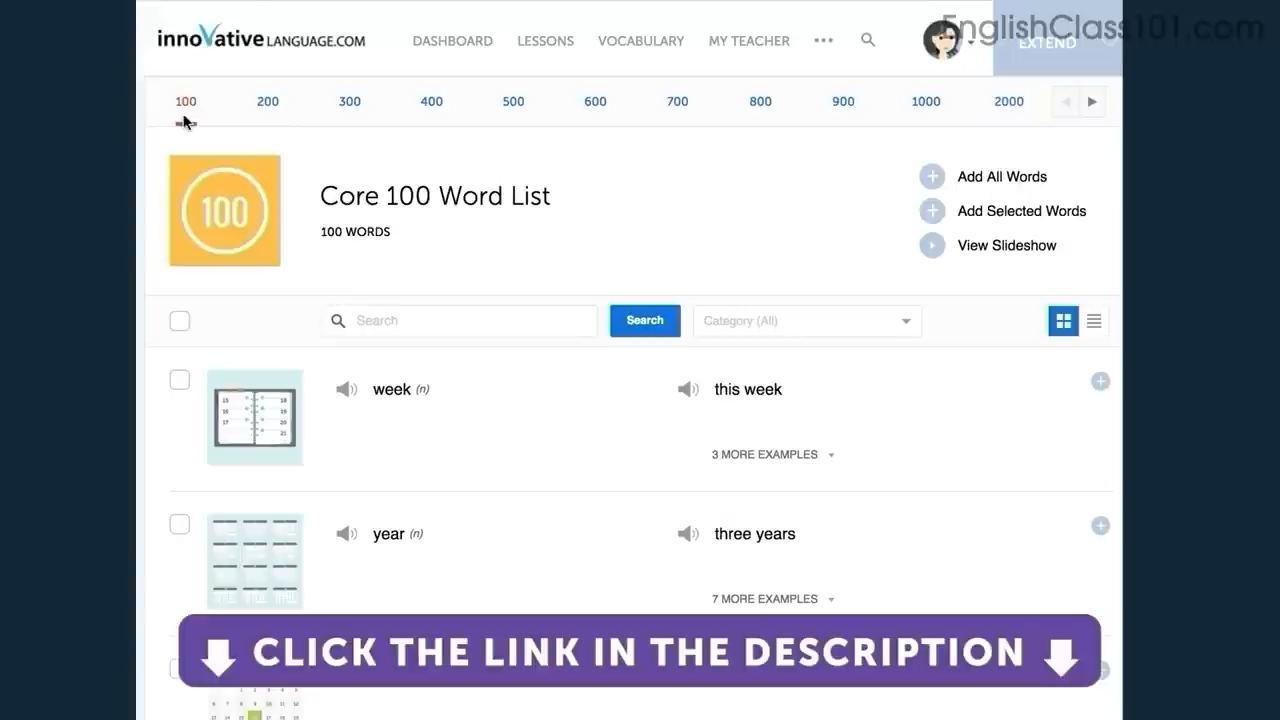 innoVative LANGUAGE.COM
DASHBOARD LESSONS VOCABULARY MY TEACHER •••
EnglishClass101.com
EXTEND
100 200 300 400 500 600 700 800 900 1000 2000
100
Core 100 Word List
100 WORDS
Add All Words
Add Selected Words
View Slideshow
Search
Search
Category (All)
week (n)
this week
3 MORE EXAMPLES
year (n)
three years
7 MORE EXAMPLES
CLICK THE LINK IN THE DESCRIPTION